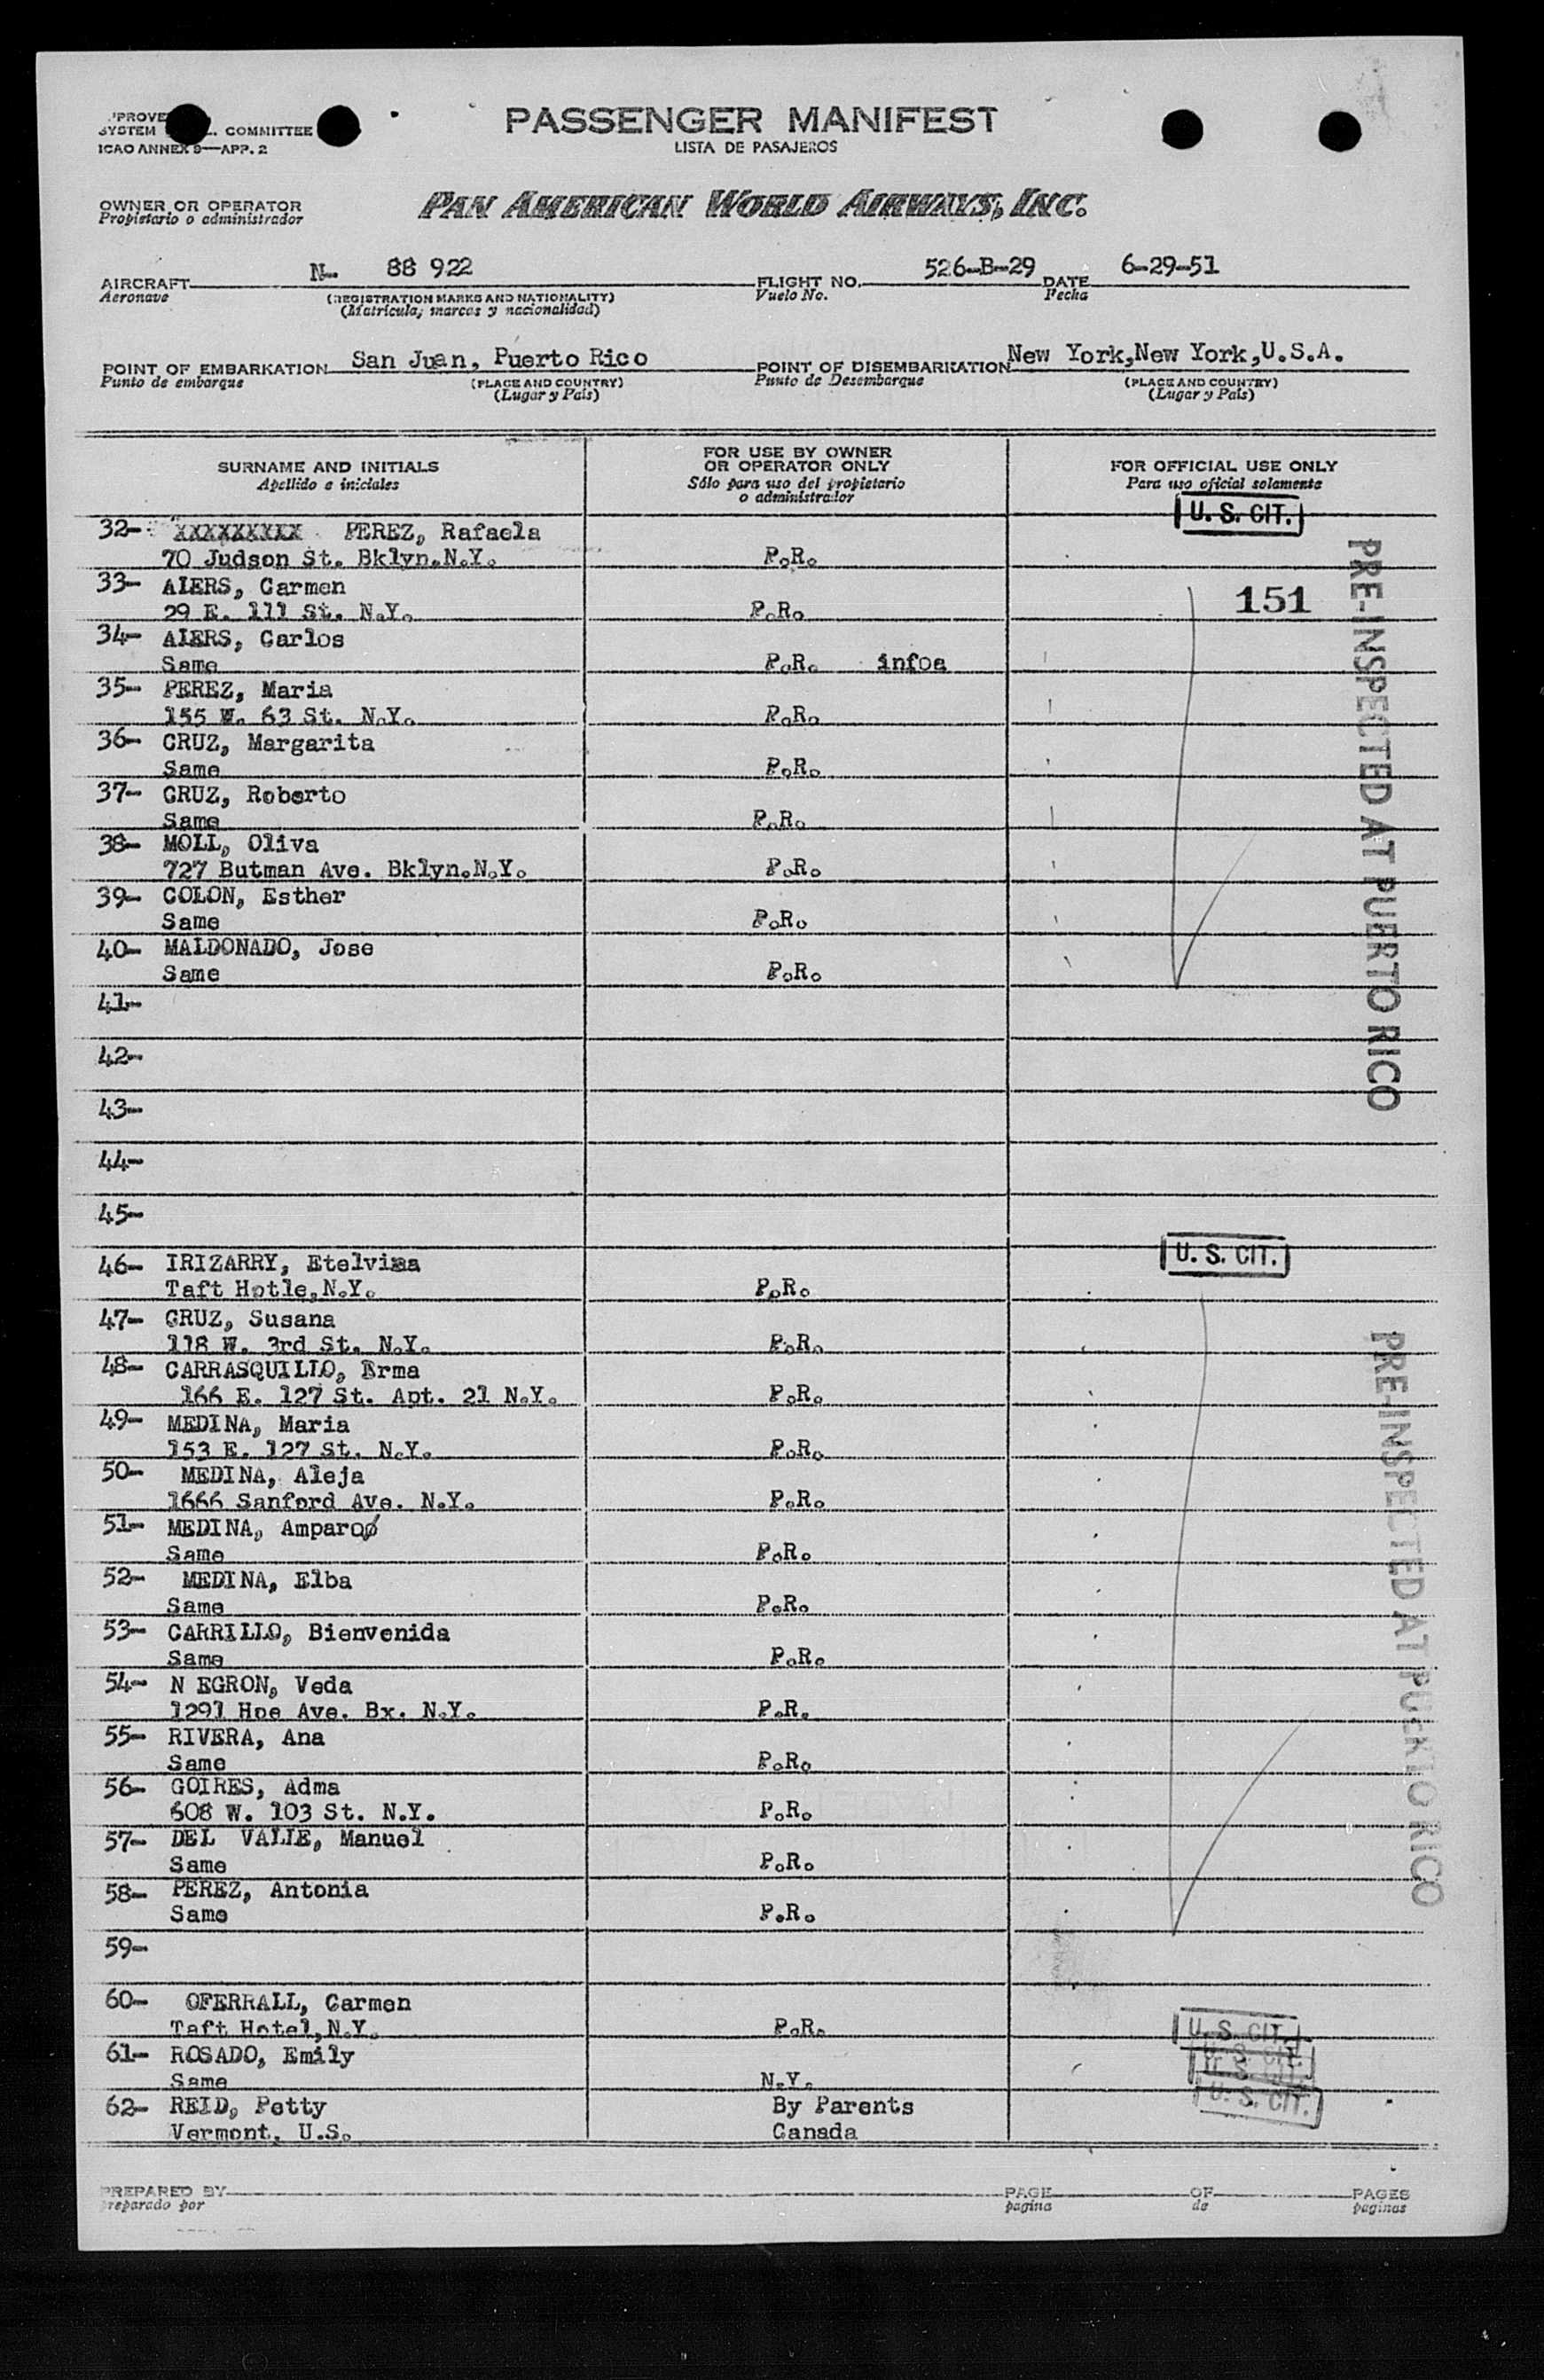 SYSTEM COMMITTEE
ICAO ANNEX 9—APP. 2
PASSENGER MANIFEST
LISTA DE PASAJEROS
OWNER OR OPERATOR
Propietario o administrador
PAN AMERICAN WORLD AIRWAYS, INC.
AIRCRAFT N- 88 922 FLIGHT NO. 526-B-29 DATE 6-29-51
Aeronave (REGISTRATION MARKS AND NATIONALITY) Vuelo No. Fecha
(Matricula, marcas y nacionalidad)
POINT OF EMBARKATION San Juan, Puerto Rico POINT OF DISEMBARKATION New York,New York,U.S.A.
Punto de embarque (PLACE AND COUNTRY) Punto de Desembarque (PLACE AND COUNTRY)
(Lugar y País) (Lugar y País)
SURNAME AND INITIALS
Apellido e iniciales
FOR USE BY OWNER
OR OPERATOR ONLY
Sólo para uso del propietario
o administrador
FOR OFFICIAL USE ONLY
Para uso oficial solamente
U. S. CIT.
32- XXXXXXXXX PEREZ, Rafaela
70 Judson St. Bklyn.N.Y. P.R.
33- AIERS, Carmen 151
29 E. 111 St. N.Y. P.R.
34- AIERS, Carlos
Same P.R. infoa
35- PEREZ, Maria
155 W. 63 St. N.Y. P.R.
36- CRUZ, Margarita
Same P.R.
37- CRUZ, Roberto
Same P.R.
38- MOLL, Oliva
727 Butman Ave. Bklyn.N.Y. P.R.
39- COLON, Esther
Same P.R.
40- MALDONADO, Jose
Same P.R.
PRE-INSPECTED AT PUERTO RICO
41-
42-
43-
44-
45-
U. S. CIT.
46- IRIZARRY,
Taft Hotle,N.Y. P.R.
47- CRUZ, Susana
118 W. 3rd St. N.Y. P.R.
48- CARRASQUILLO,
166 E. 127 St. Apt. 21 N.Y. P.R.
49- MEDINA, Maria
153 E. 127 St. N.Y. P.R.
50- MEDINA, Aleja
1666 Sanford Ave. N.Y. P.R.
51- MEDINA, Amparo
Same P.R.
52- MEDINA, Elba
Same P.R.
53- CARRILLO, Bienvenida
Same P.R.
54- N EGRON, Veda
1291 Hoe Ave. Bx. N.Y. P.R.
55- RIVERA, Ana
Same P.R.
56- GOIRES, Adma
608 W. 103 St. N.Y. P.R.
57- DEL VALLE, Manuel
Same P.R.
58- PEREZ, Antonia
Same P.R.
PRE-INSPECTED AT PUERTO RICO
59-
60- OFERRALL, Carmen
Taft Hotel,N.Y. P.R. U. S. CIT.
61- ROSADO, Emily U. S. CIT.
Same N.Y. U. S. CIT.
62- REID, Petty By Parents U. S. CIT.
Vermont, U.S. Canada
PREPARED BY PAGE OF PAGES
preparado por pagina de paginas